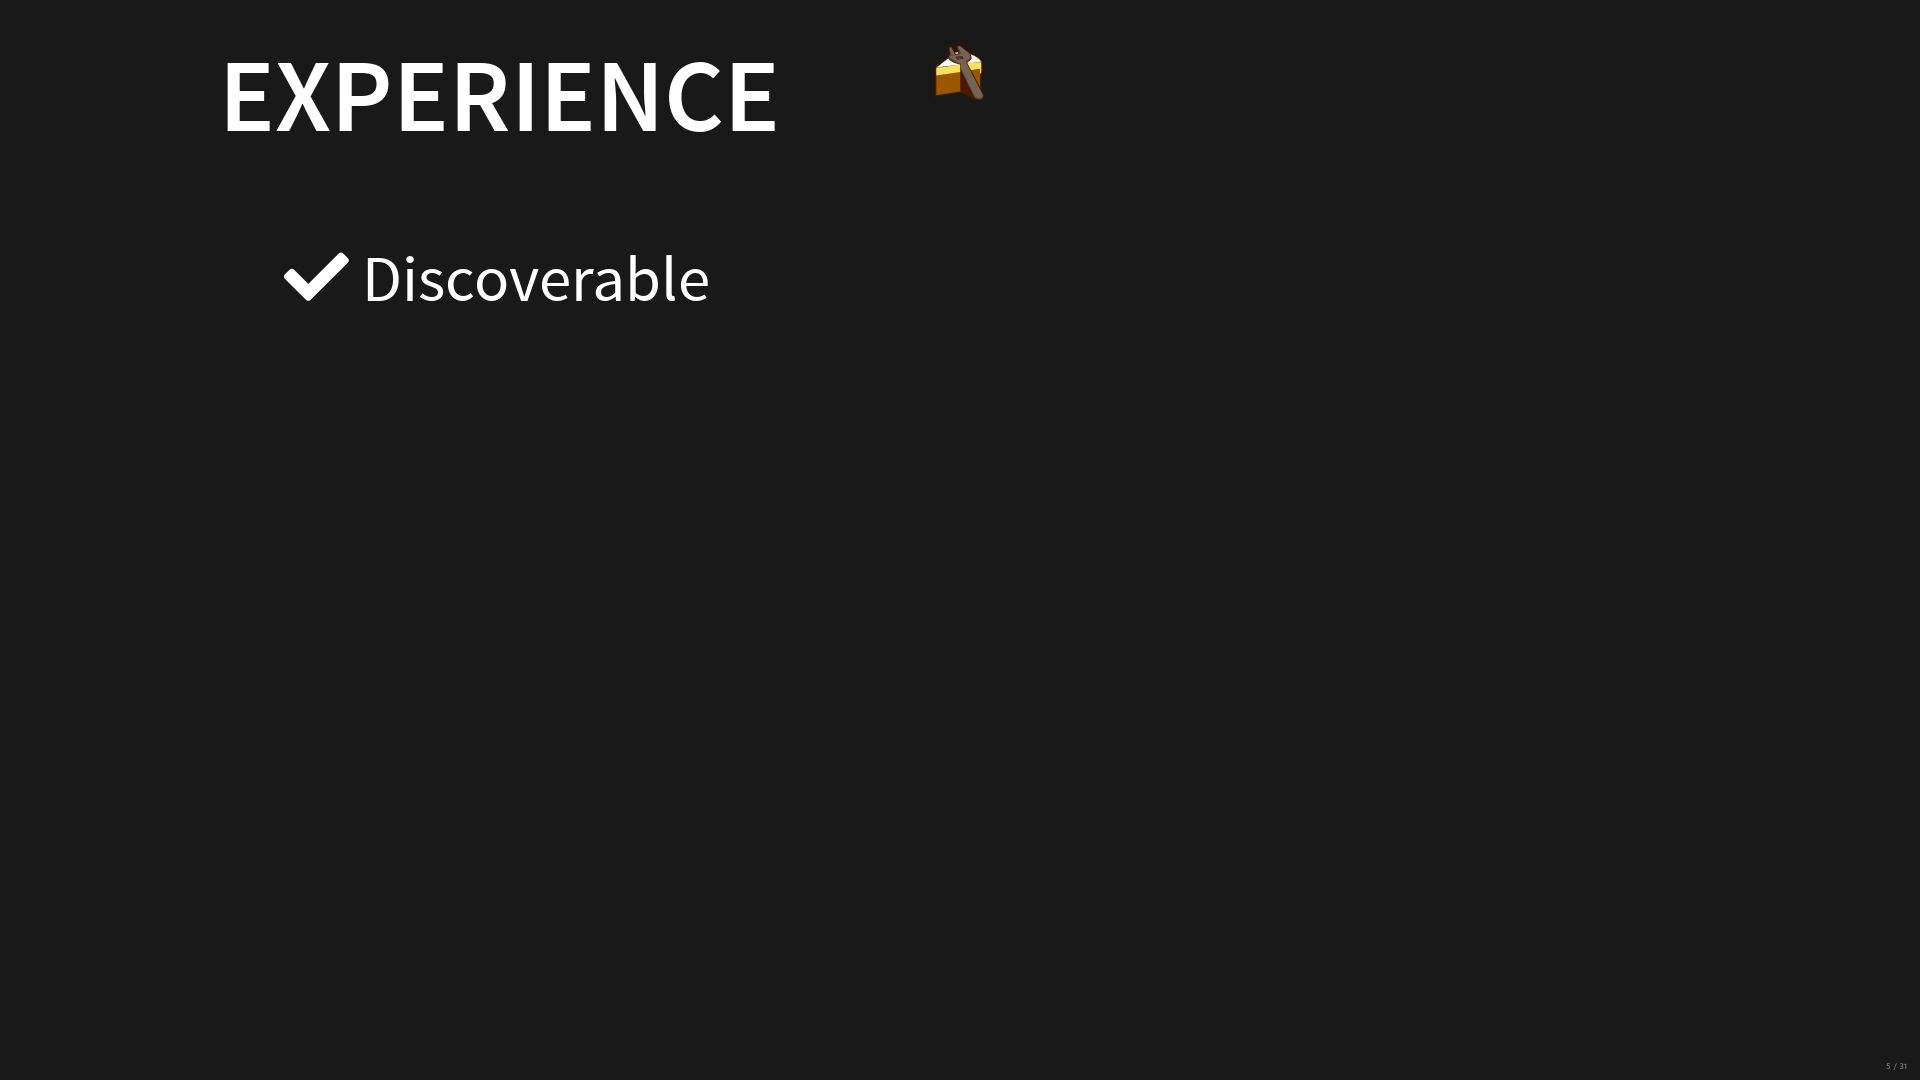 EXPERIENCE
Discoverable
5 / 31